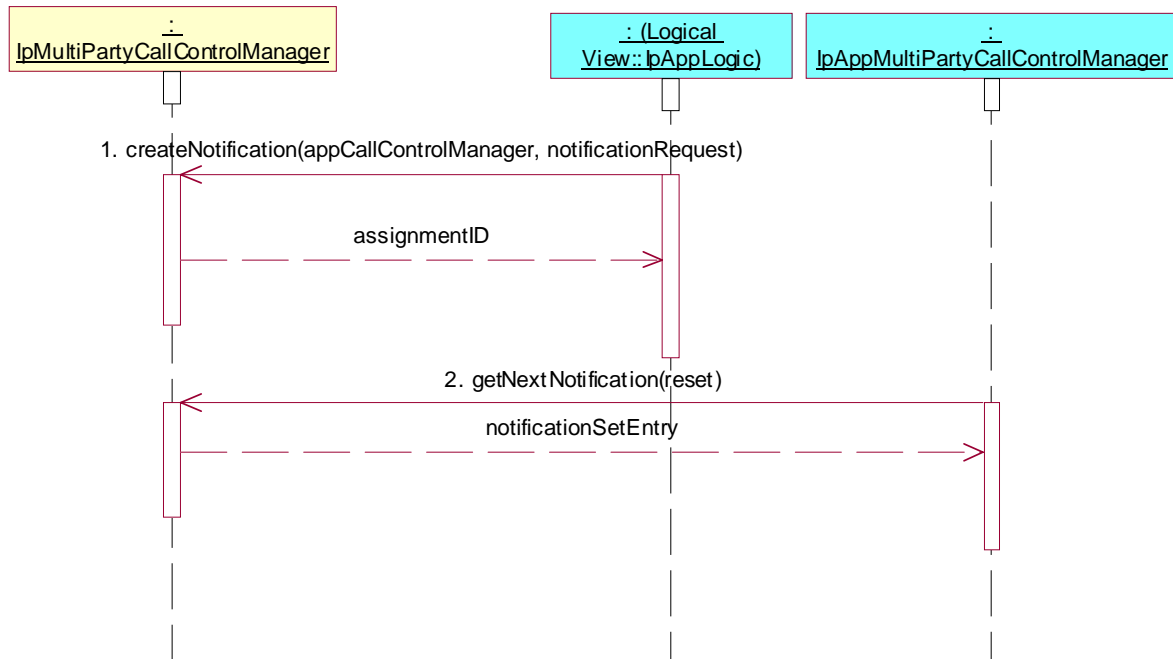 :
IpMultiPartyCallControlManager
: (Logical
View::IpAppLogic)
:
IpAppMultiPartyCallControlManager
1. createNotification(appCallControlManager, notificationRequest)
assignmentID
2. getNextNotification(reset)
notificationSetEntry